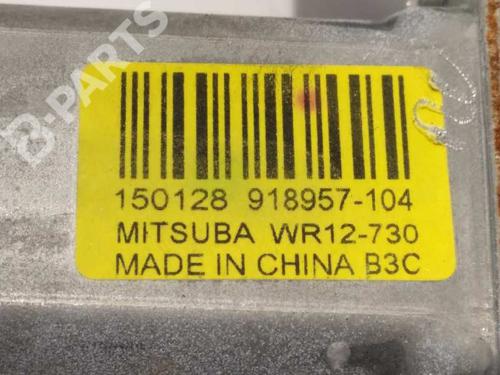 B-PARTS
150128 918957-104
MITSUBA WR12-730
MADE IN CHINA B3C